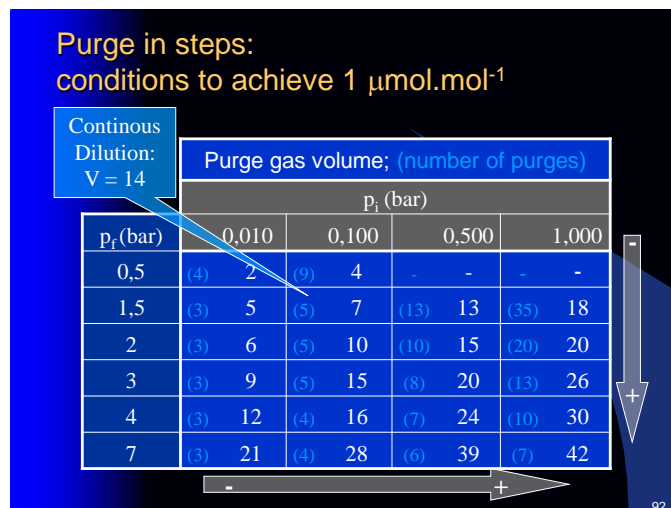 Purge in steps:
conditions to achieve 1 μmol.mol-1
Continous
Dilution:
V = 14
Purge gas volume; (number of purges)
pi (bar)
pf (bar) 0,010 0,100 0,500 1,000
-
0,5 (4) 2 (9) 4 - - - -
1,5 (3) 5 (5) 7 (13) 13 (35) 18
2 (3) 6 (5) 10 (10) 15 (20) 20
3 (3) 9 (5) 15 (8) 20 (13) 26
4 (3) 12 (4) 16 (7) 24 (10) 30
+
7 (3) 21 (4) 28 (6) 39 (7) 42
- +
92